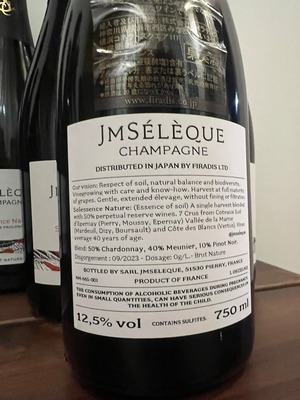 www.firadis.co.jp
JMSÉLÈQUE
CHAMPAGNE
DISTRIBUTED IN JAPAN BY FIRADIS LTD
Our vision: Respect of soil, natural balance and biodiversity.
Vinegrowing with care and know-how. Harvest at full maturity
of grapes. Gentle, extended élevage, without fining or filtration.
Solessence Nature: (Essence of soil) A single harvest blend
with 50% perpetual reserve wines. 7 Crus from Coteaux Sud
d'Epernay (Pierry, Moussy, Epernay) Vallée de la Marne
(Mardeuil, Dizy, Boursault) and Côte des Blancs (Vertus). Vines
average 40 years of age.
@jmseleque
Blend: 50% Chardonnay, 40% Meunier, 10% Pinot Noir.
Disgorgement: 09/2023 - Dosage: 0g/L - Brut Nature
BOTTLED BY SARL JMSELEQUE, 51530 PIERRY, FRANCE
PRODUCT OF FRANCE
THE CONSUMPTION OF ALCOHOLIC BEVERAGES DURING PREGNANCY,
EVEN IN SMALL QUANTITIES, CAN HAVE SERIOUS CONSEQUENCES ON
THE HEALTH OF THE CHILD.
12,5% vol
CONTAINS SULFITES.
750 ml